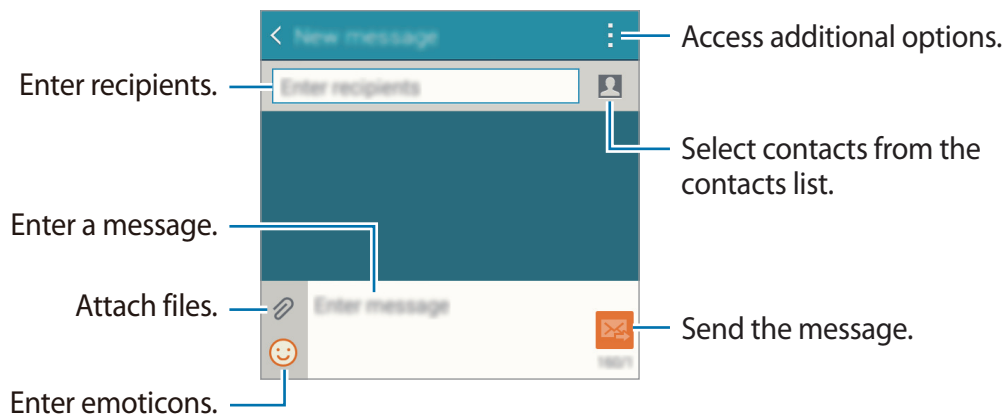 New message
Access additional options.
Enter recipients.
Enter recipients
Select contacts from the
contacts list.
Enter a message.
Attach files.
Enter message
Send the message.
160/1
Enter emoticons.